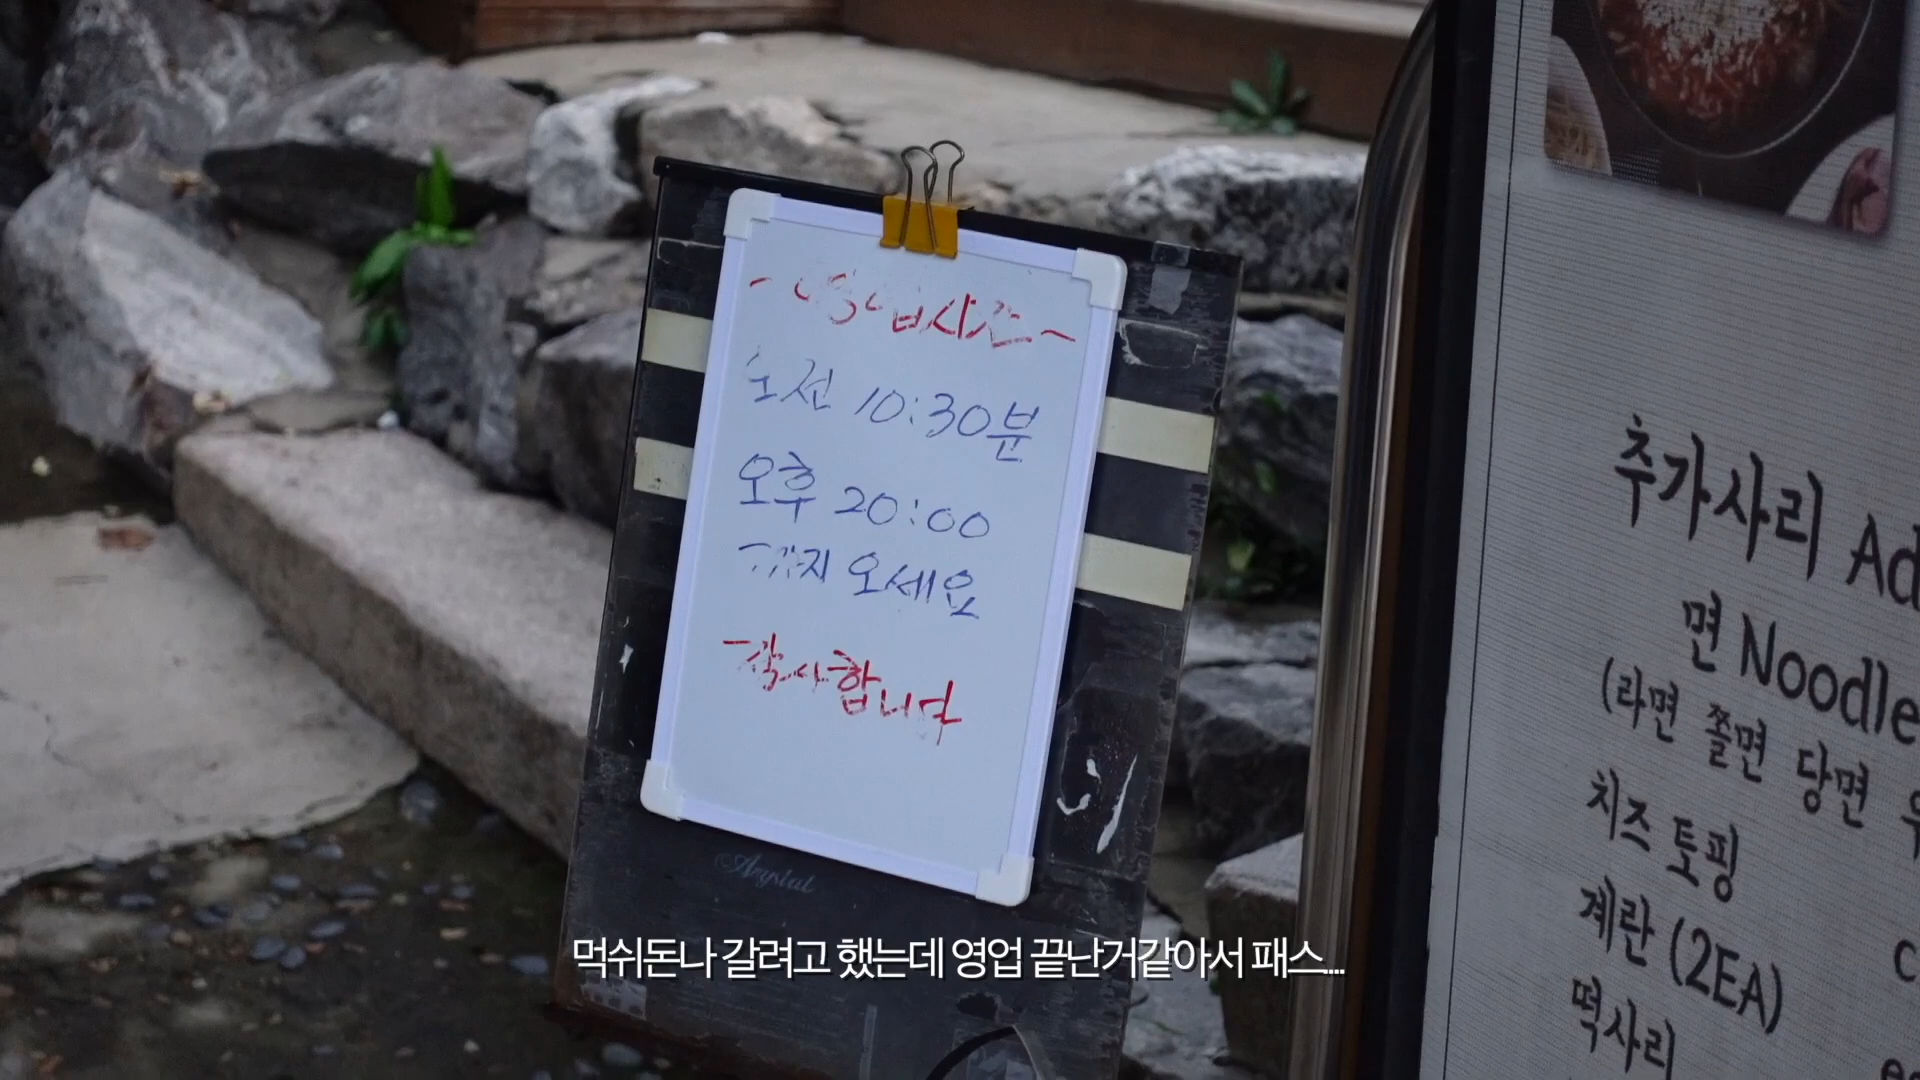 ~영업시간~
오전 10:30분
오후 20:00
까지 오세요
감사합니다
추가사리
면 Noodle
(라면 쫄면 당면
치즈 토핑
계란 (2EA)
떡사리
먹쉬돈나 갈려고 했는데 영업 끝난거같아서 패스...